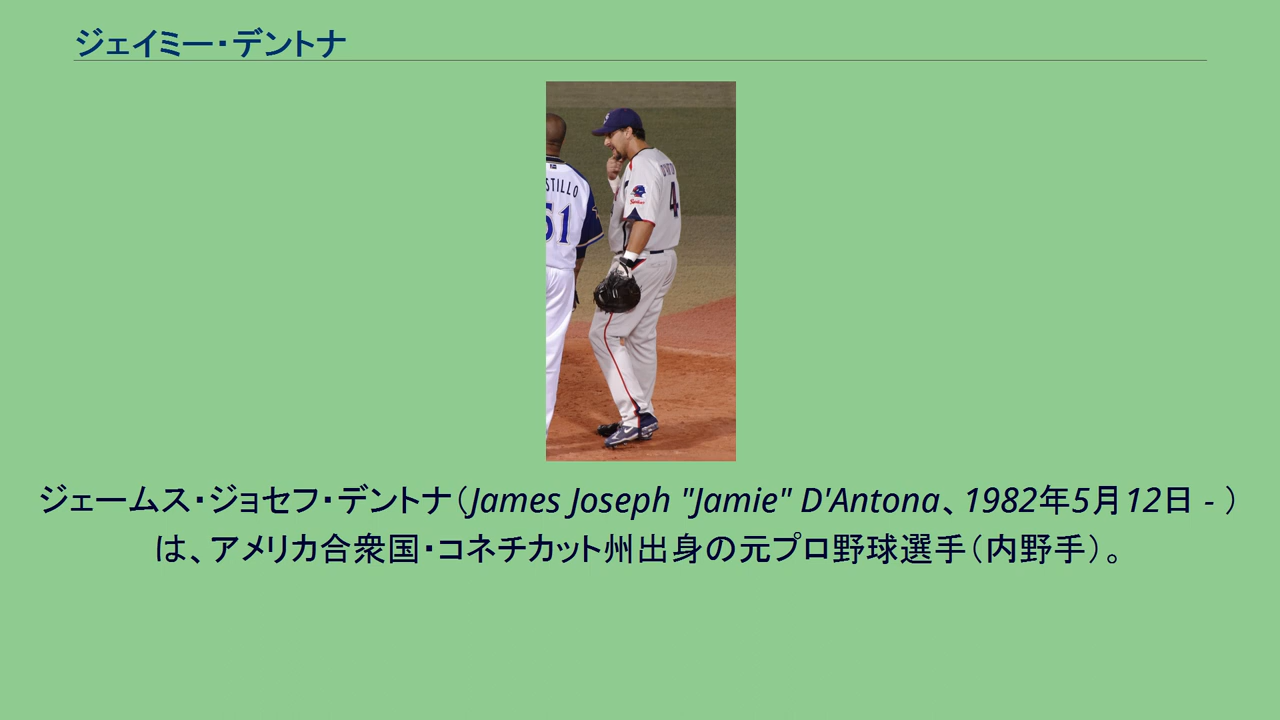 ジェイミー・デントナ
STILLO
51
4
ジェームス・ジョセフ・デントナ（James Joseph "Jamie" D'Antona、1982年5月12日 - ）
は、アメリカ合衆国・コネチカット州出身の元プロ野球選手（内野手）。